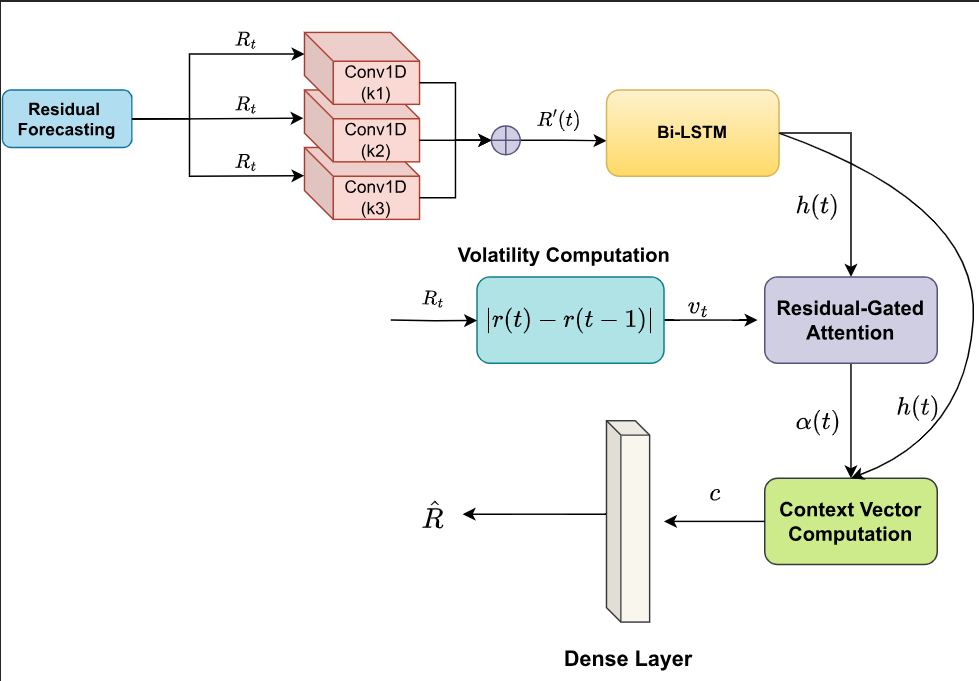 Residual
Forecasting
R_t
R_t
R_t
Conv1D
(k1)
Conv1D
(k2)
Conv1D
(k3)
R′(t)
Bi-LSTM
h(t)
Volatility Computation
R_t
|r(t) − r(t − 1)|
v_t
Residual-Gated
Attention
α(t)
h(t)
Context Vector
Computation
c
R̂
Dense Layer